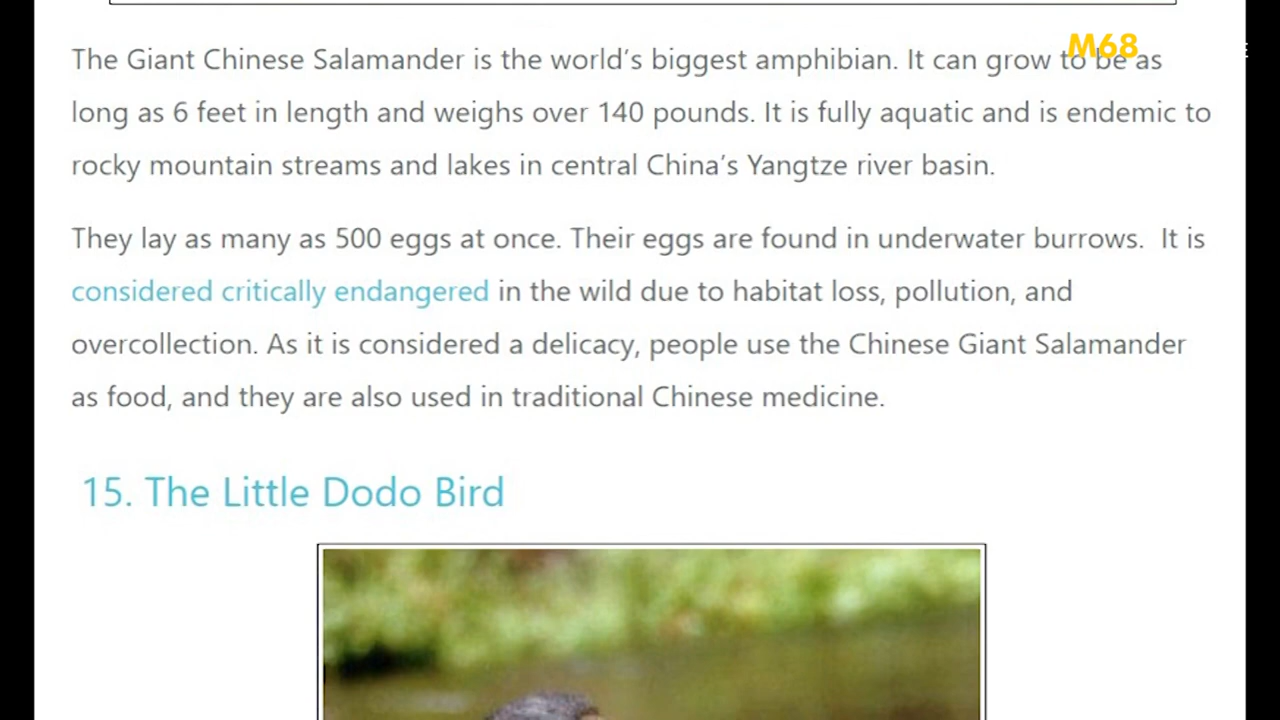 M68
The Giant Chinese Salamander is the world’s biggest amphibian. It can grow to be as
long as 6 feet in length and weighs over 140 pounds. It is fully aquatic and is endemic to
rocky mountain streams and lakes in central China’s Yangtze river basin.
They lay as many as 500 eggs at once. Their eggs are found in underwater burrows.  It is
considered critically endangered in the wild due to habitat loss, pollution, and
overcollection. As it is considered a delicacy, people use the Chinese Giant Salamander
as food, and they are also used in traditional Chinese medicine.
15. The Little Dodo Bird